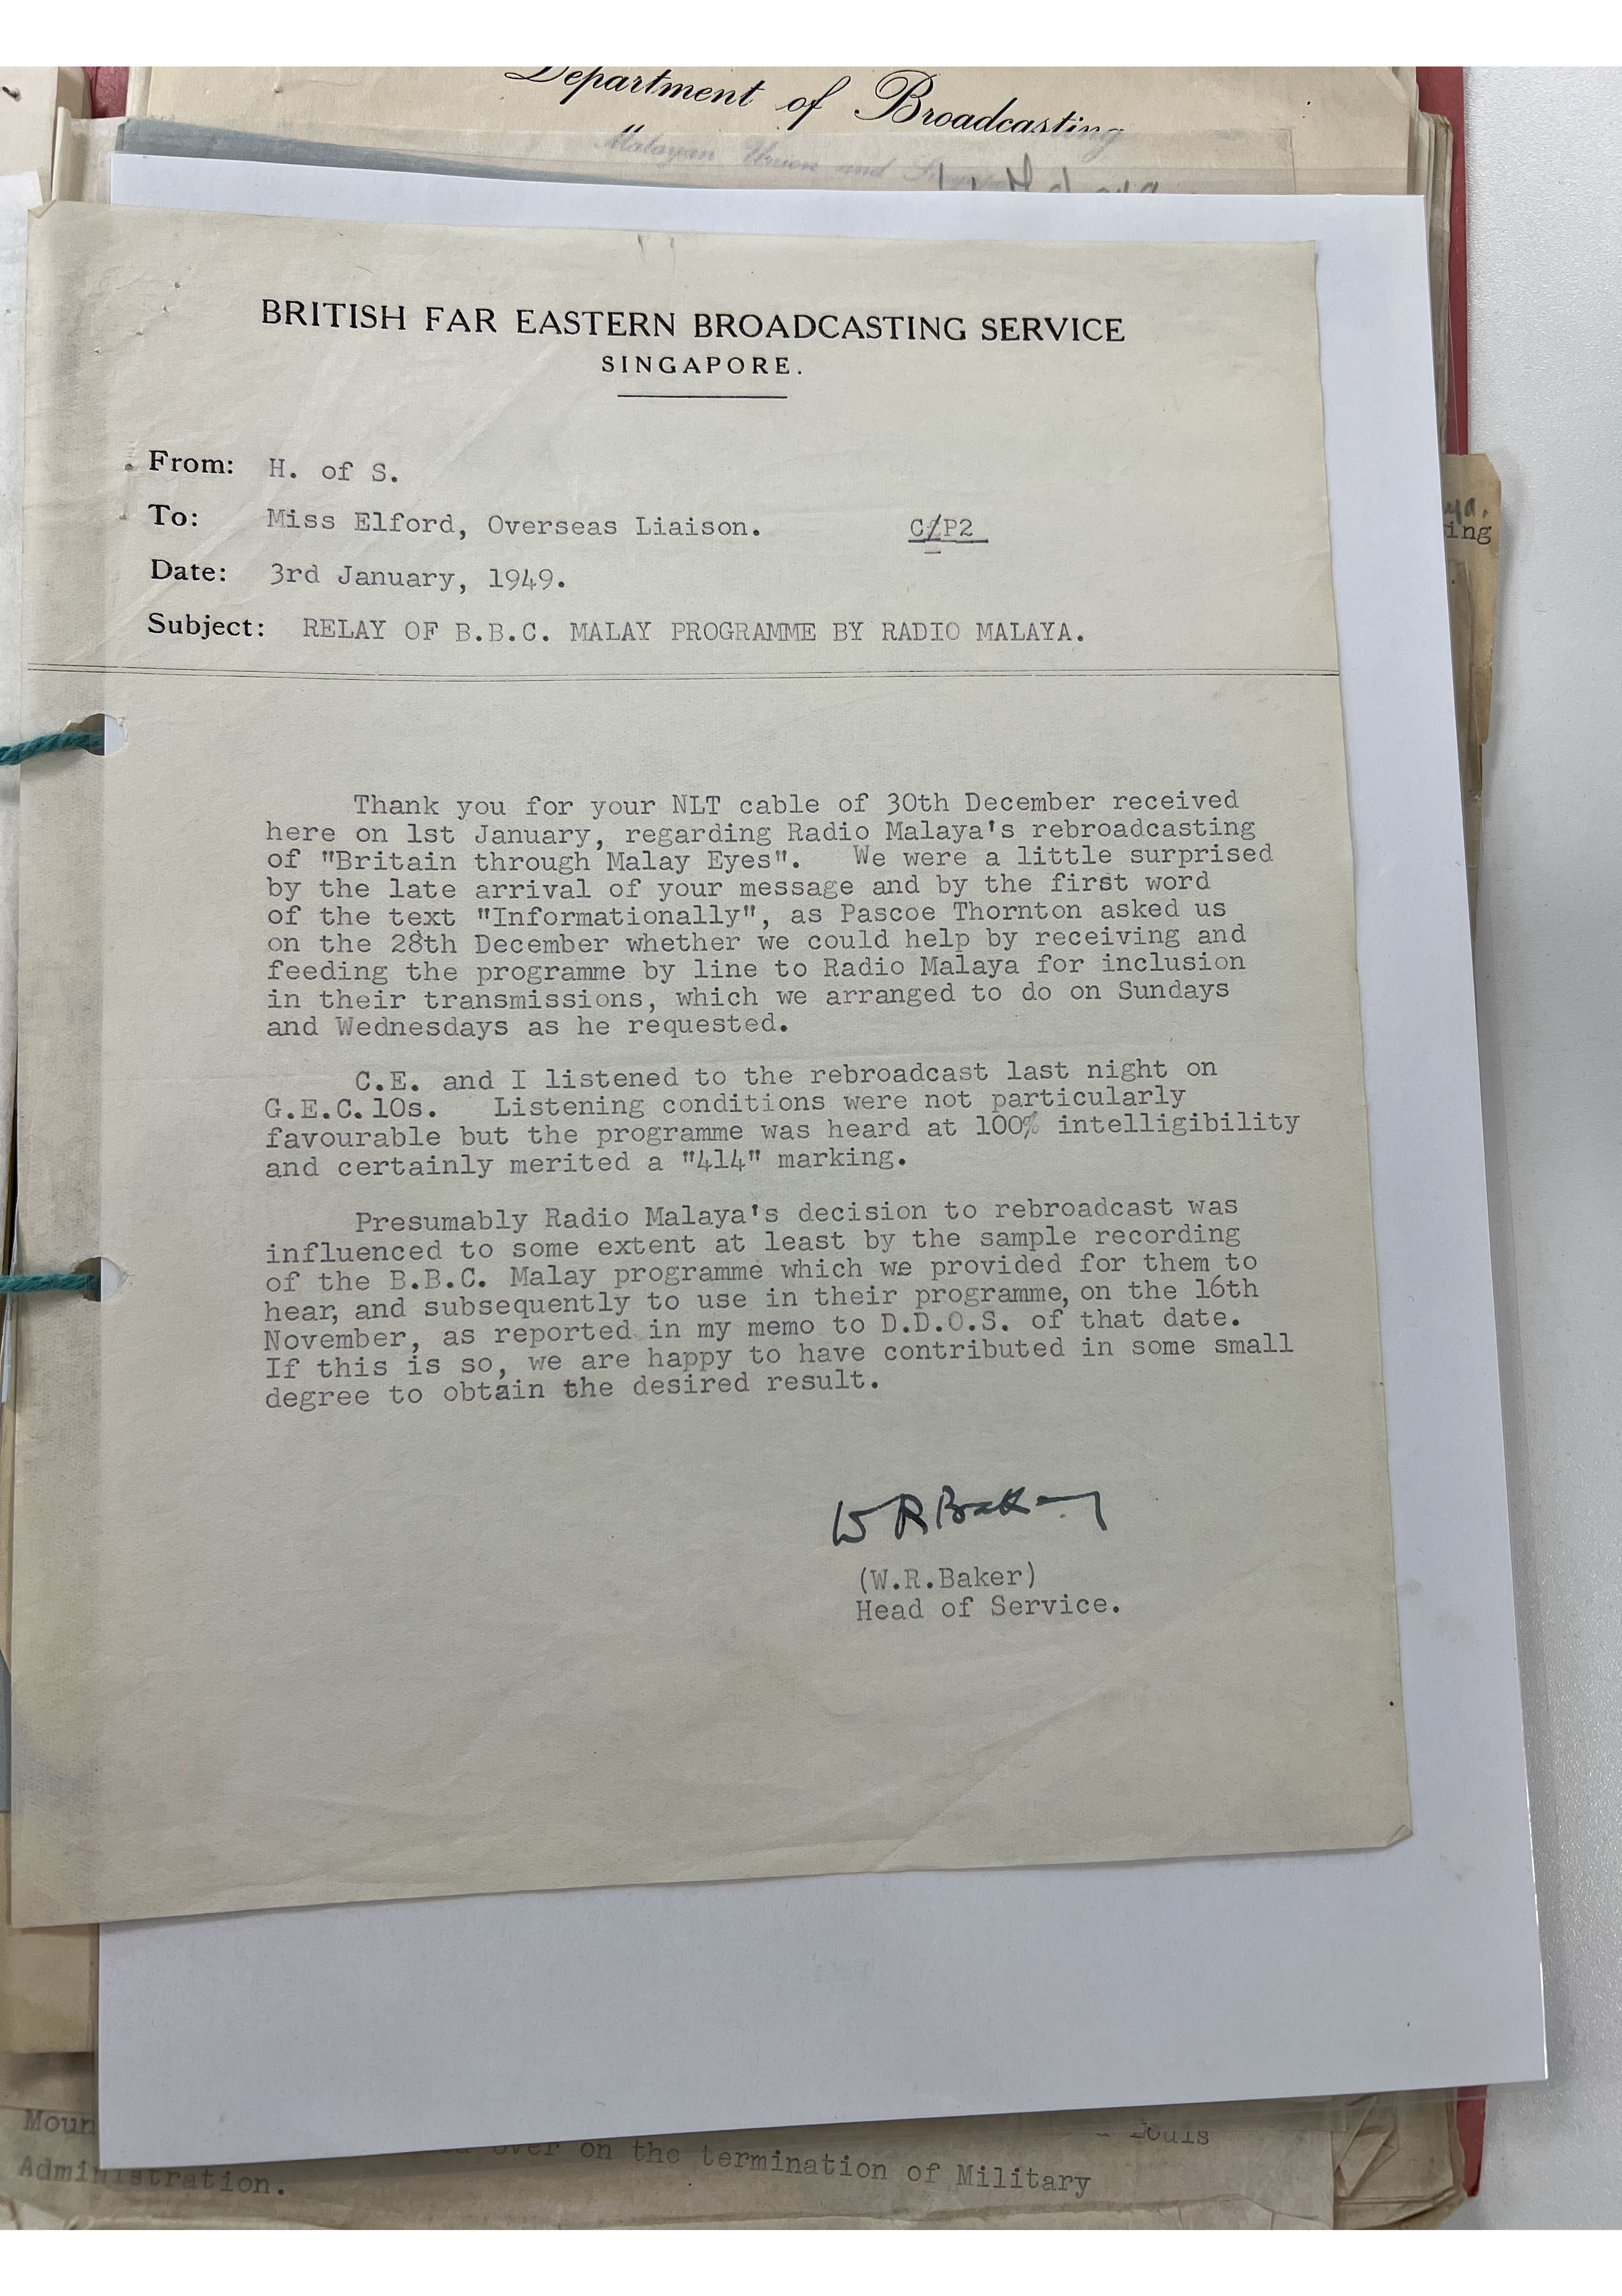 Department of Broadcasting
Malayan Union and
BRITISH FAR EASTERN BROADCASTING SERVICE
SINGAPORE.
From: H. of S.
To: Miss Elford, Overseas Liaison. C/P2
Date: 3rd January, 1949.
Subject: RELAY OF B.B.C. MALAY PROGRAMME BY RADIO MALAYA.
ing
Thank you for your NLT cable of 30th December received
here on 1st January, regarding Radio Malaya's rebroadcasting
of "Britain through Malay Eyes". We were a little surprised
by the late arrival of your message and by the first word
of the text "Informationally", as Pascoe Thornton asked us
on the 28th December whether we could help by receiving and
feeding the programme by line to Radio Malaya for inclusion
in their transmissions, which we arranged to do on Sundays
and Wednesdays as he requested.
C.E. and I listened to the rebroadcast last night on
G.E.C.10s. Listening conditions were not particularly
favourable but the programme was heard at 100% intelligibility
and certainly merited a "414" marking.
Presumably Radio Malaya's decision to rebroadcast was
influenced to some extent at least by the sample recording
of the B.B.C. Malay programme which we provided for them to
hear, and subsequently to use in their programme, on the 16th
November, as reported in my memo to D.D.O.S. of that date.
If this is so, we are happy to have contributed in some small
degree to obtain the desired result.
W R Baker
(W.R.Baker)
Head of Service.
Moun
over on the termination of Military
Administration.